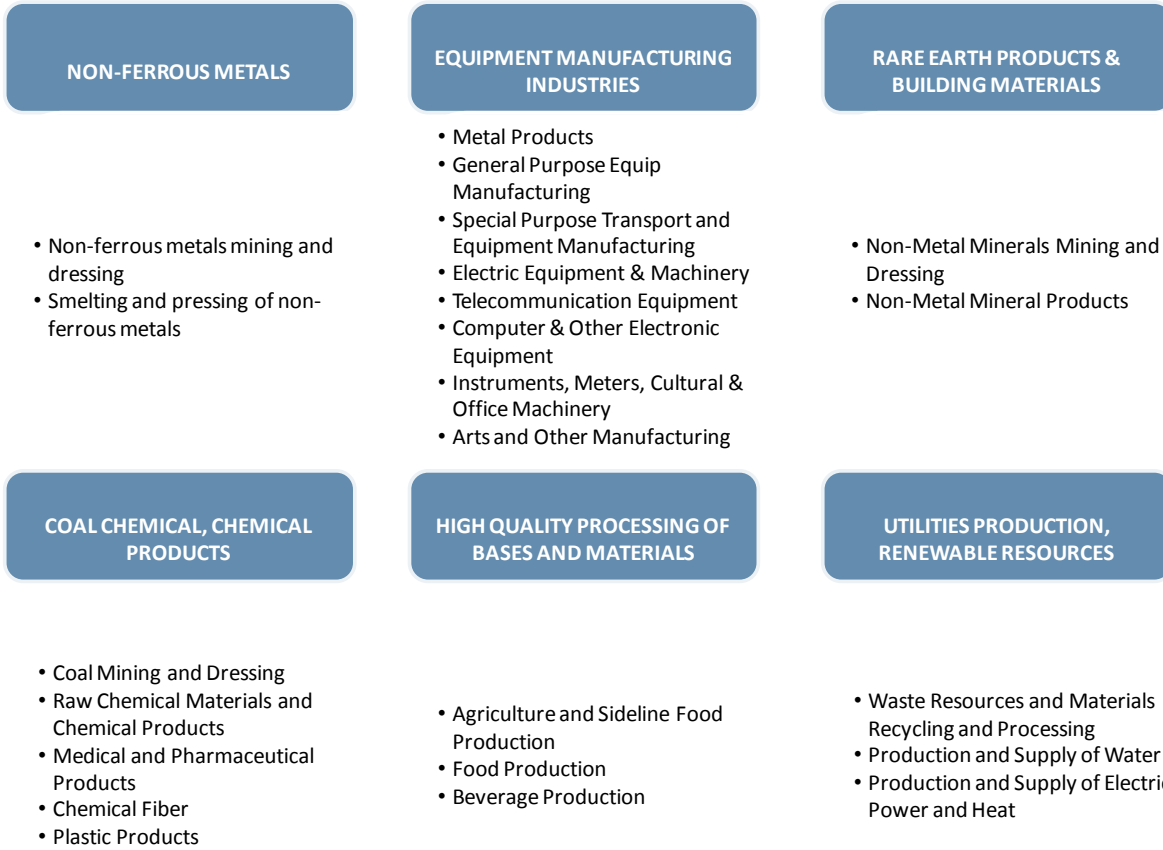 NON-FERROUS METALS
• Non-ferrous metals mining and
dressing
• Smelting and pressing of non-
ferrous metals
EQUIPMENT MANUFACTURING
INDUSTRIES
• Metal Products
• General Purpose Equip
Manufacturing
• Special Purpose Transport and
Equipment Manufacturing
• Electric Equipment & Machinery
• Telecommunication Equipment
• Computer & Other Electronic
Equipment
• Instruments, Meters, Cultural &
Office Machinery
• Arts and Other Manufacturing
RARE EARTH PRODUCTS &
BUILDING MATERIALS
• Non-Metal Minerals Mining and
Dressing
• Non-Metal Mineral Products
COAL CHEMICAL, CHEMICAL
PRODUCTS
• Coal Mining and Dressing
• Raw Chemical Materials and
Chemical Products
• Medical and Pharmaceutical
Products
• Chemical Fiber
• Plastic Products
HIGH QUALITY PROCESSING OF
BASES AND MATERIALS
• Agriculture and Sideline Food
Production
• Food Production
• Beverage Production
UTILITIES PRODUCTION,
RENEWABLE RESOURCES
• Waste Resources and Materials
Recycling and Processing
• Production and Supply of Water
• Production and Supply of Electric
Power and Heat